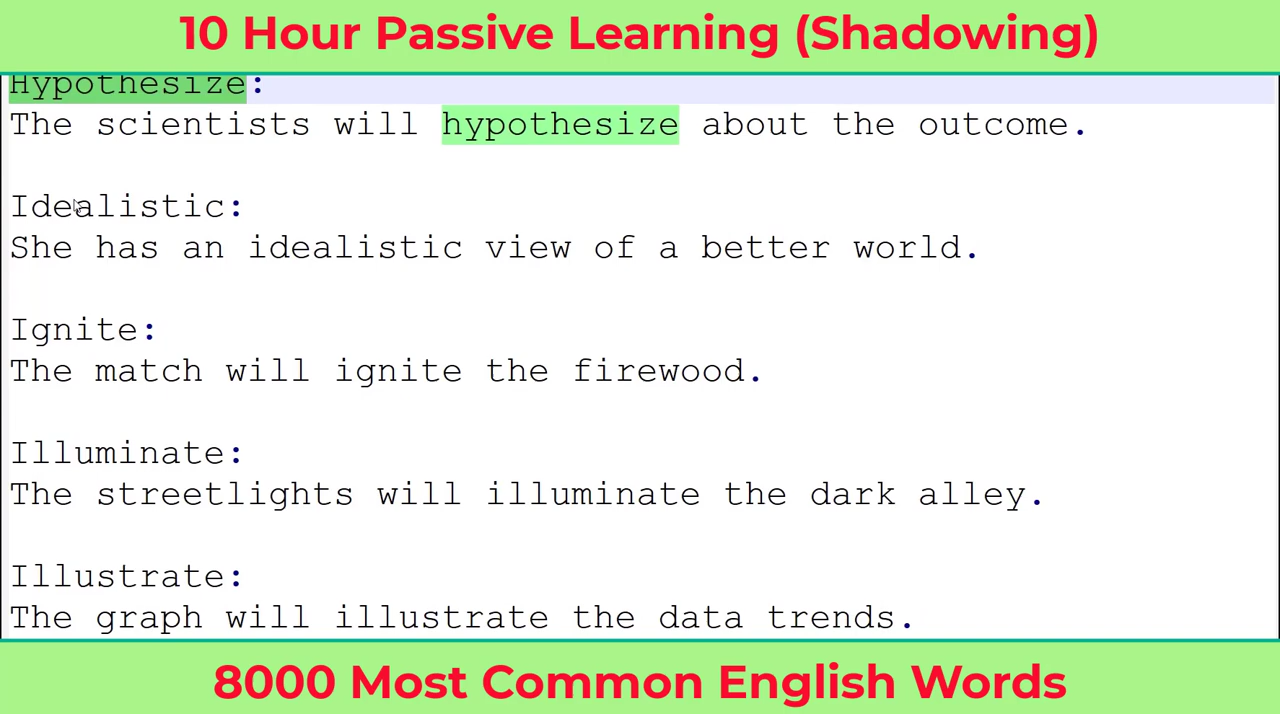 10 Hour Passive Learning (Shadowing)
Hypothesize:
The scientists will hypothesize about the outcome.
Idealistic:
She has an idealistic view of a better world.
Ignite:
The match will ignite the firewood.
Illuminate:
The streetlights will illuminate the dark alley.
Illustrate:
The graph will illustrate the data trends.
8000 Most Common English Words